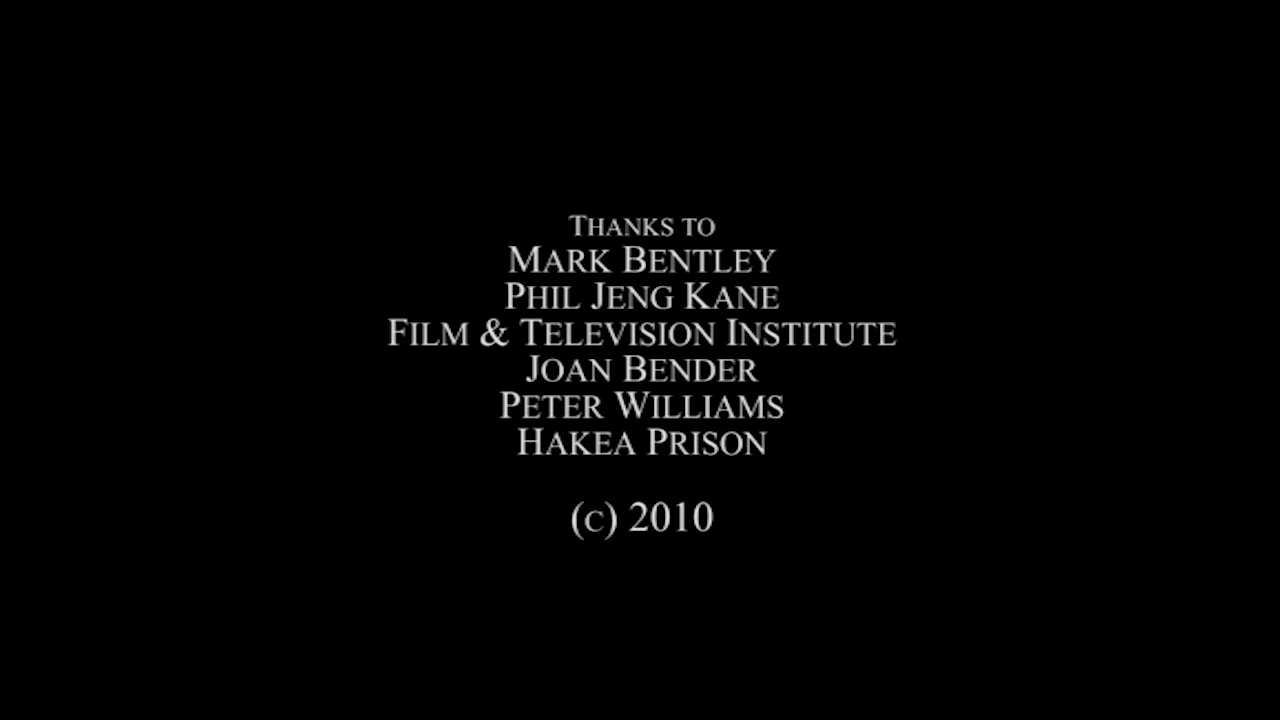 THANKS TO
MARK BENTLEY
PHIL JENG KANE
FILM & TELEVISION INSTITUTE
JOAN BENDER
PETER WILLIAMS
HAKEA PRISON
(C) 2010